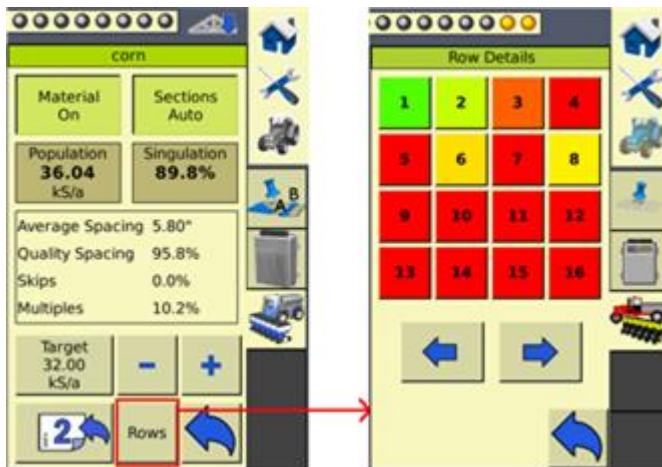 corn
Material
On
Sections
Auto
Population
36.04
kS/a
Singulation
89.8%
Average Spacing 5.80"
Quality Spacing 95.8%
Skips 0.0%
Multiples 10.2%
Target
32.00
kS/a
- +
2
Rows
A B
Row Details
1 2 3 4
5 6 7 8
9 10 11 12
13 14 15 16